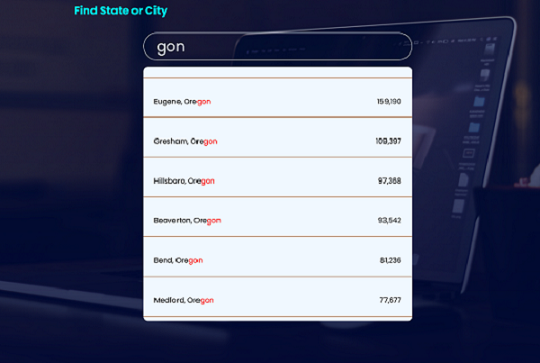 Find State or City
gon
Eugene, Oregon 159,190
Gresham, Oregon 109,397
Hillsboro, Oregon 97,368
Beaverton, Oregon 93,542
Bend, Oregon 81,236
Medford, Oregon 77,677